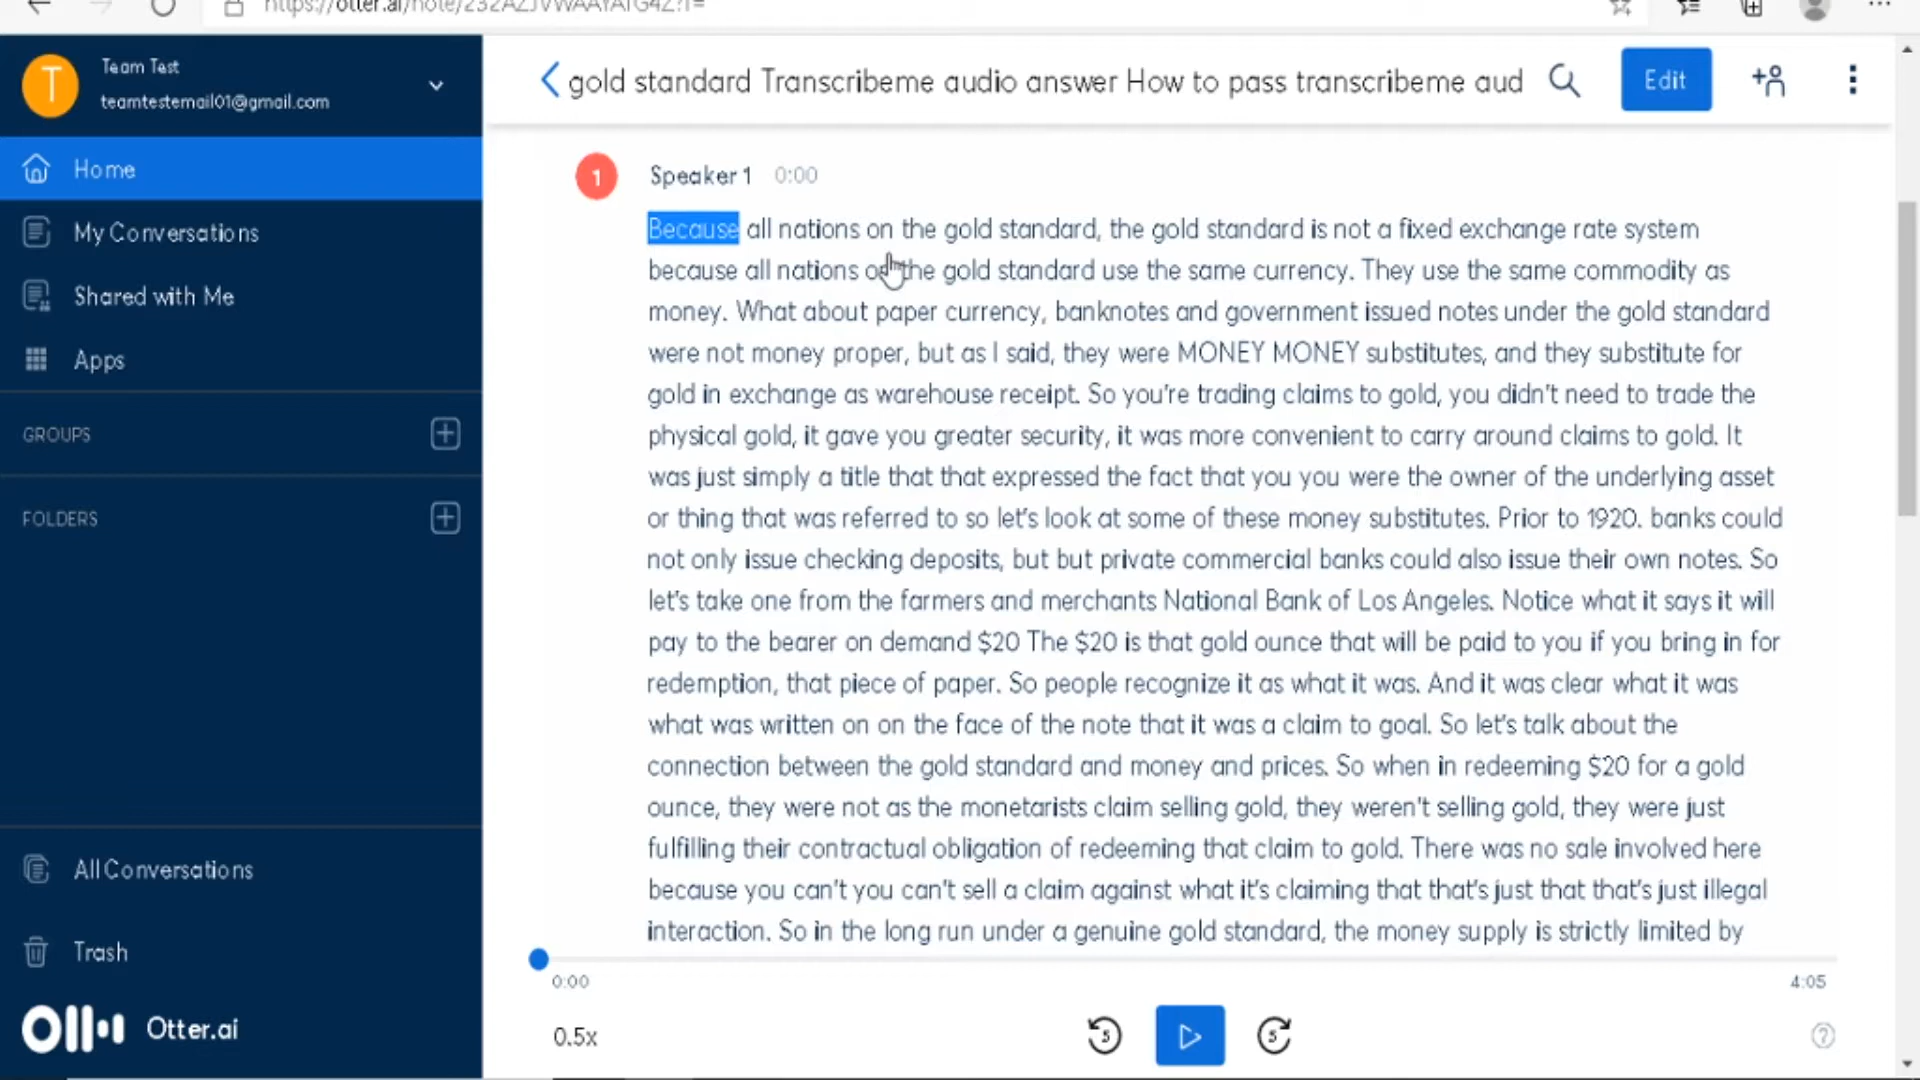 Team Test
teamtestemail01@gmail.com
Home
My Conversations
Shared with Me
Apps
GROUPS
FOLDERS
All Conversations
Trash
Otter.ai
gold standard Transcribeme audio answer How to pass transcribeme aud
Edit
1
Speaker 1 0:00
Because all nations on the gold standard, the gold standard is not a fixed exchange rate system
because all nations on the gold standard use the same currency. They use the same commodity as
money. What about paper currency, banknotes and government issued notes under the gold standard
were not money proper, but as I said, they were MONEY MONEY substitutes, and they substitute for
gold in exchange as warehouse receipt. So you're trading claims to gold, you didn't need to trade the
physical gold, it gave you greater security, it was more convenient to carry around claims to gold. It
was just simply a title that that expressed the fact that you you were the owner of the underlying asset
or thing that was referred to so let's look at some of these money substitutes. Prior to 1920. banks could
not only issue checking deposits, but but private commercial banks could also issue their own notes. So
let's take one from the farmers and merchants National Bank of Los Angeles. Notice what it says it will
pay to the bearer on demand $20 The $20 is that gold ounce that will be paid to you if you bring in for
redemption, that piece of paper. So people recognize it as what it was. And it was clear what it was
what was written on on the face of the note that it was a claim to goal. So let's talk about the
connection between the gold standard and money and prices. So when in redeeming $20 for a gold
ounce, they were not as the monetarists claim selling gold, they weren't selling gold, they were just
fulfilling their contractual obligation of redeeming that claim to gold. There was no sale involved here
because you can't you can't sell a claim against what it's claiming that that's just that that's just illegal
interaction. So in the long run under a genuine gold standard, the money supply is strictly limited by
0:00
4:05
0.5x
5
5